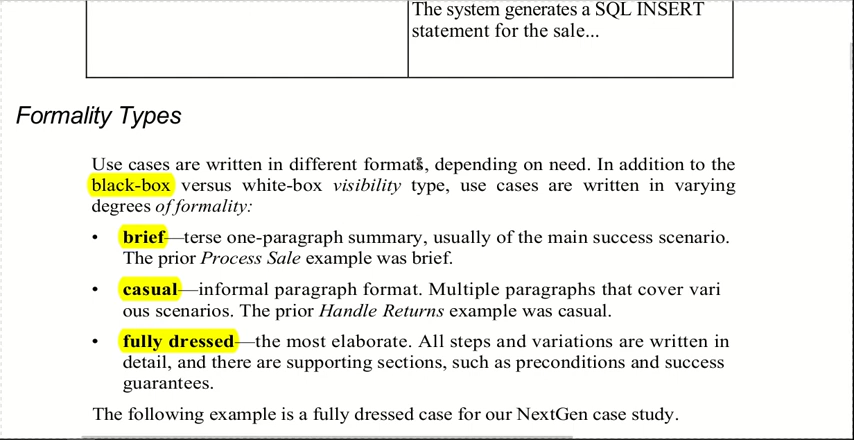 The system generates a SQL INSERT
statement for the sale...
Formality Types
Use cases are written in different formats, depending on need. In addition to the
black-box versus white-box visibility type, use cases are written in varying
degrees of formality:
• brief—terse one-paragraph summary, usually of the main success scenario.
The prior Process Sale example was brief.
• casual—informal paragraph format. Multiple paragraphs that cover vari
ous scenarios. The prior Handle Returns example was casual.
• fully dressed—the most elaborate. All steps and variations are written in
detail, and there are supporting sections, such as preconditions and success
guarantees.
The following example is a fully dressed case for our NextGen case study.